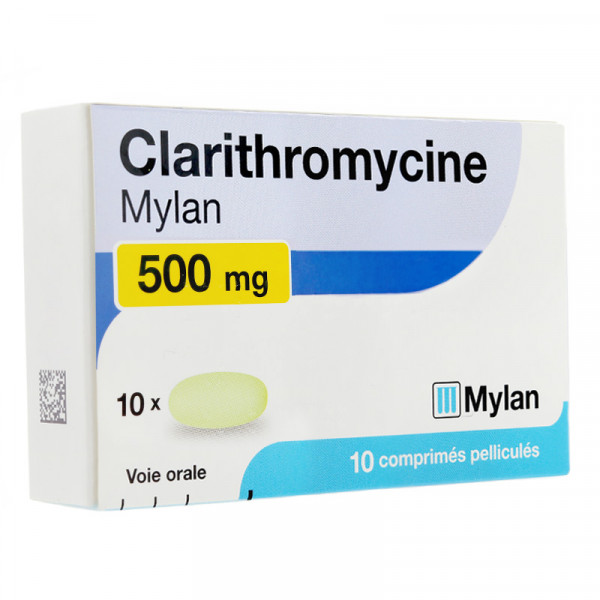 Clarithromycine
Mylan
500 mg
10 x
Mylan
Voie orale
10 comprimés pelliculés